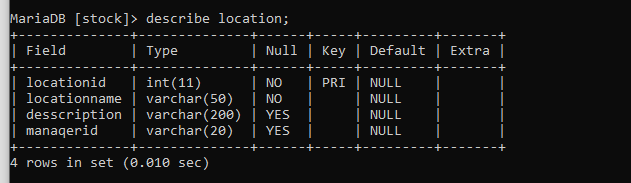 MariaDB [stock]> describe location;
+--------------+--------------+------+-----+---------+-------+
| Field        | Type         | Null | Key | Default | Extra |
+--------------+--------------+------+-----+---------+-------+
| locationid   | int(11)      | NO   | PRI | NULL    |       |
| locationname | varchar(50)  | NO   |     | NULL    |       |
| desscription | varchar(200) | YES  |     | NULL    |       |
| manaqerid    | varchar(20)  | YES  |     | NULL    |       |
+--------------+--------------+------+-----+---------+-------+
4 rows in set (0.010 sec)